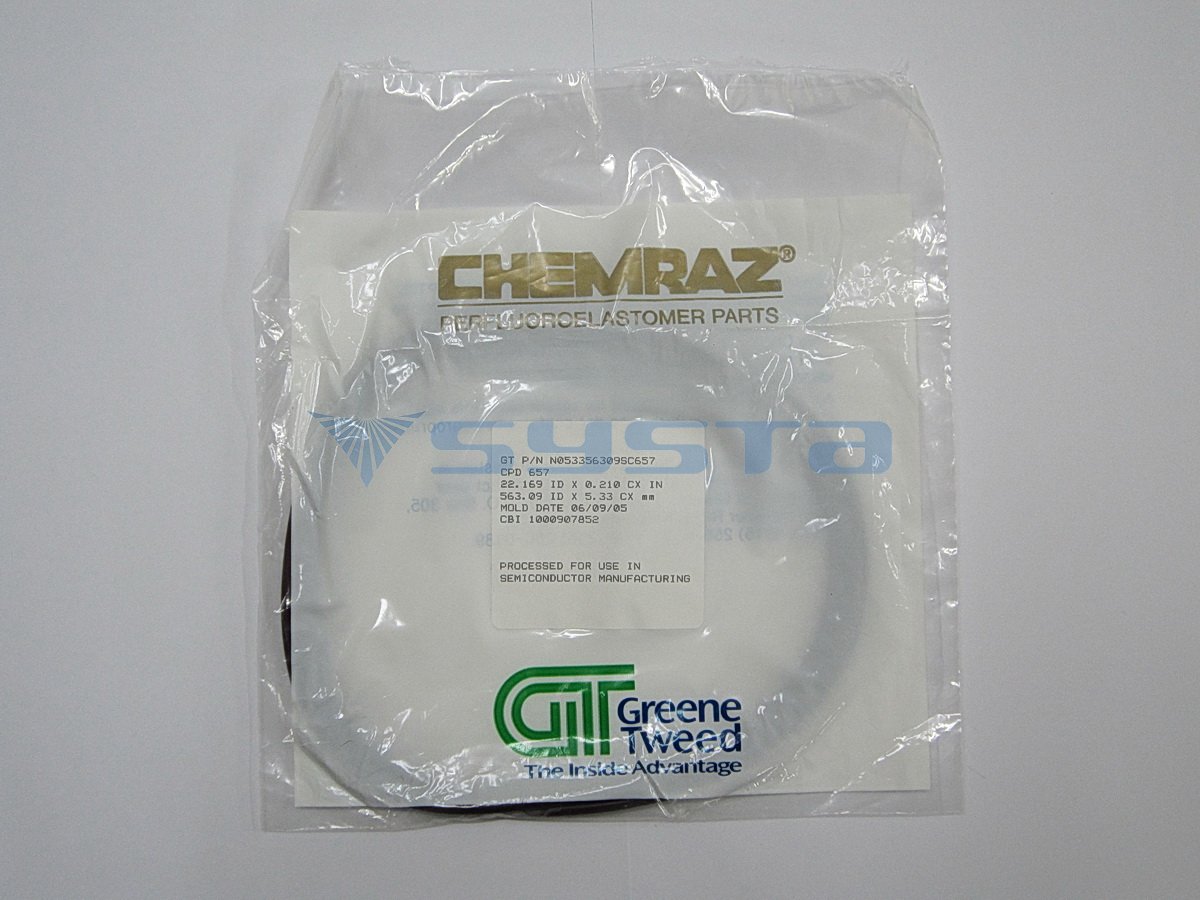 CHEMRAZ®
PERFLUOROELASTOMER PARTS
systa
GT P/N N053356309SC657
CPD 657
22.169 ID X 0.210 CX IN
563.09 ID X 5.33 CX mm
MOLD DATE 06/09/05
CBI 1000907852
305,
PROCESSED FOR USE IN
SEMICONDUCTOR MANUFACTURING
GT Greene
Tweed
The Inside Advantage